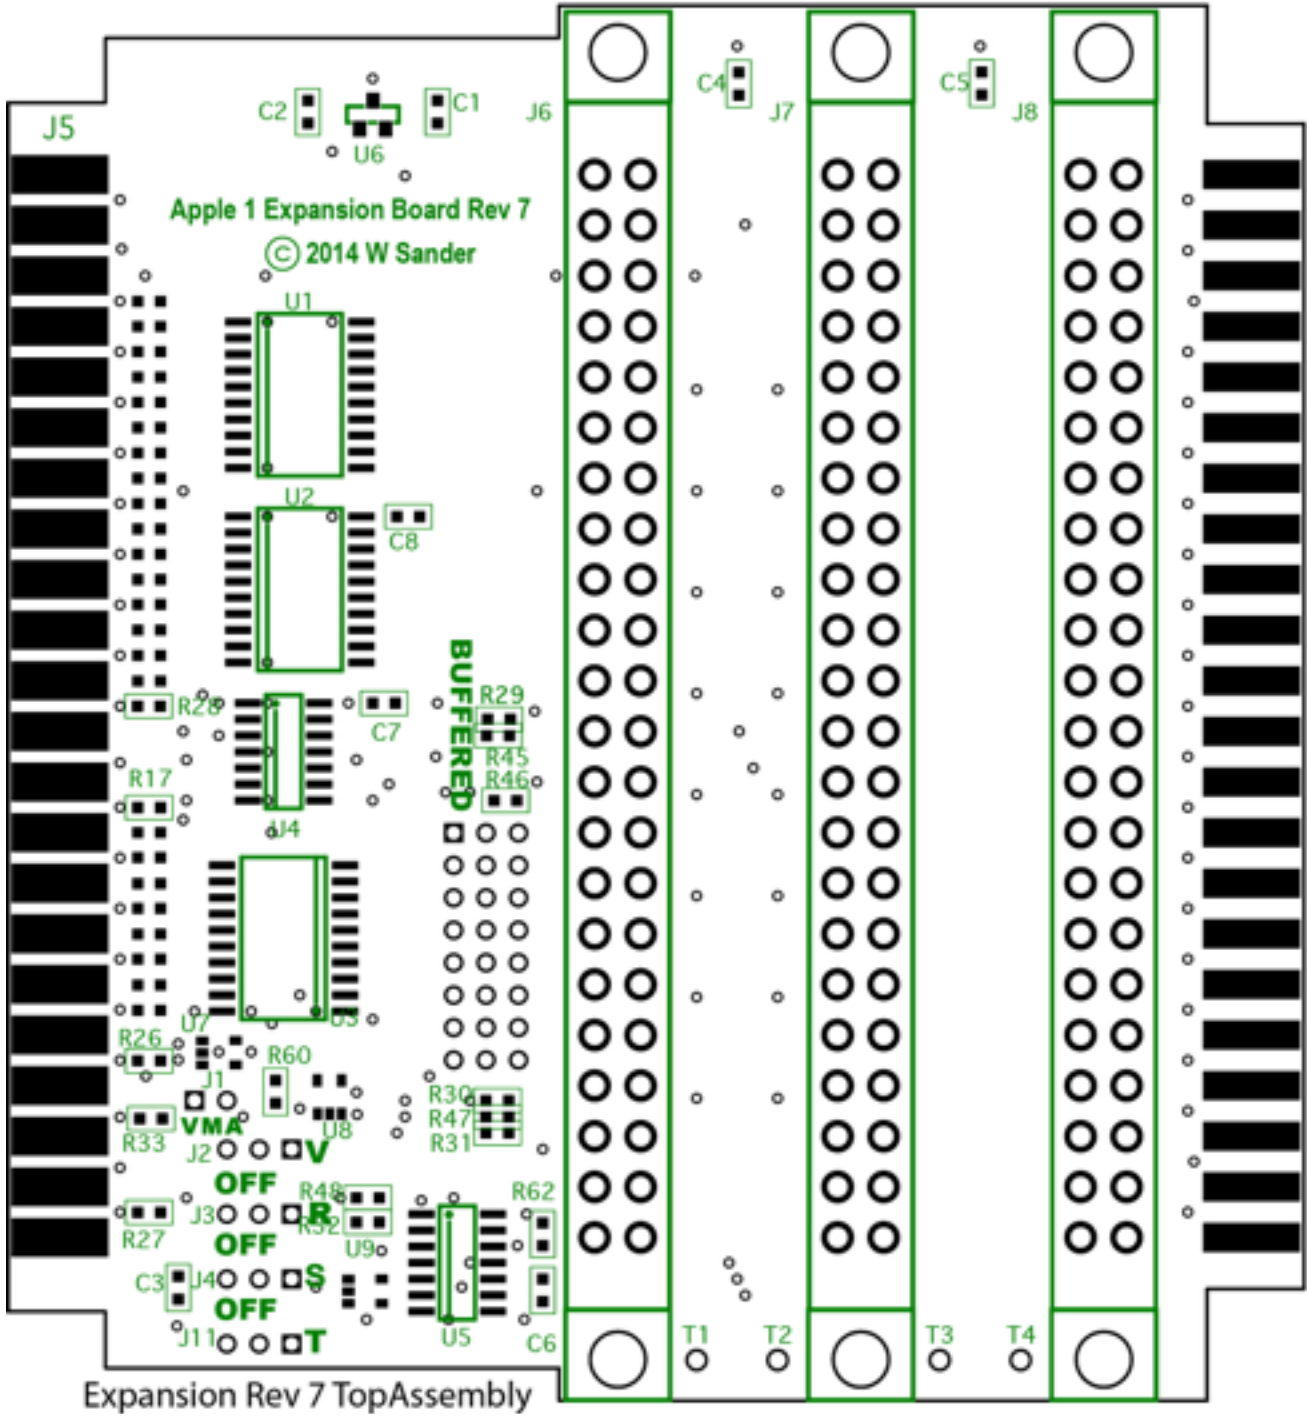 C2
C1
U6
C4
C5
J5
J6
J7
J8
Apple 1 Expansion Board Rev 7
© 2014 W Sander
U1
U2
C8
BUFFERED
R28
C7
R29
R45
R46
R17
U4
U3
U7
R26
R60
J1
VMA
R33
U8
R30
R47
R31
J2 V
OFF
R48
R62
J3 R
R32
R27
OFF
U9
C3
J4 S
OFF
J11 T
U5
C6
T1
T2
T3
T4
Expansion Rev 7 TopAssembly